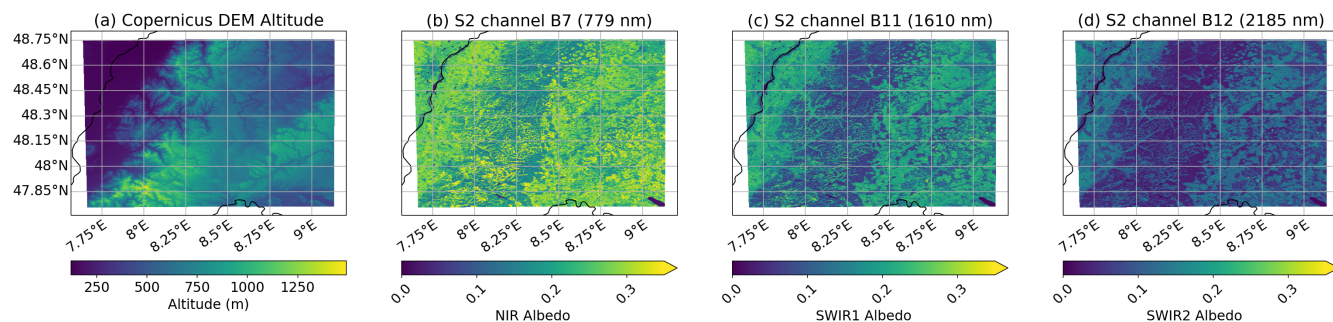 (a) Copernicus DEM Altitude
48.75°N
48.6°N
48.45°N
48.3°N
48.15°N
48°N
47.85°N
7.75°E 8°E 8.25°E 8.5°E 8.75°E 9°E
250 500 750 1000 1250
Altitude (m)
(b) S2 channel B7 (779 nm)
7.75°E 8°E 8.25°E 8.5°E 8.75°E 9°E
0.0 0.1 0.2 0.3
NIR Albedo
(c) S2 channel B11 (1610 nm)
7.75°E 8°E 8.25°E 8.5°E 8.75°E 9°E
0.0 0.1 0.2 0.3
SWIR1 Albedo
(d) S2 channel B12 (2185 nm)
7.75°E 8°E 8.25°E 8.5°E 8.75°E 9°E
0.0 0.1 0.2 0.3
SWIR2 Albedo